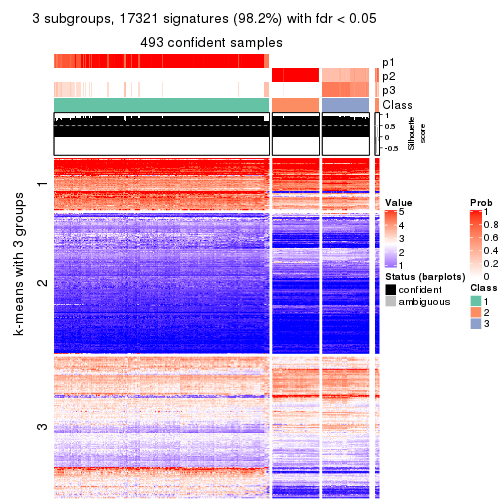 3 subgroups, 17321 signatures (98.2%) with fdr < 0.05
493 confident samples
p1
p2
p3
Class
1
0.5
0
-0.5
Silhouette
score
k-means with 3 groups
1
2
3
Value
5
4
3
2
1
Status (barplots)
confident
ambiguous
Prob
1
0.8
0.6
0.4
0.2
0
Class
1
2
3